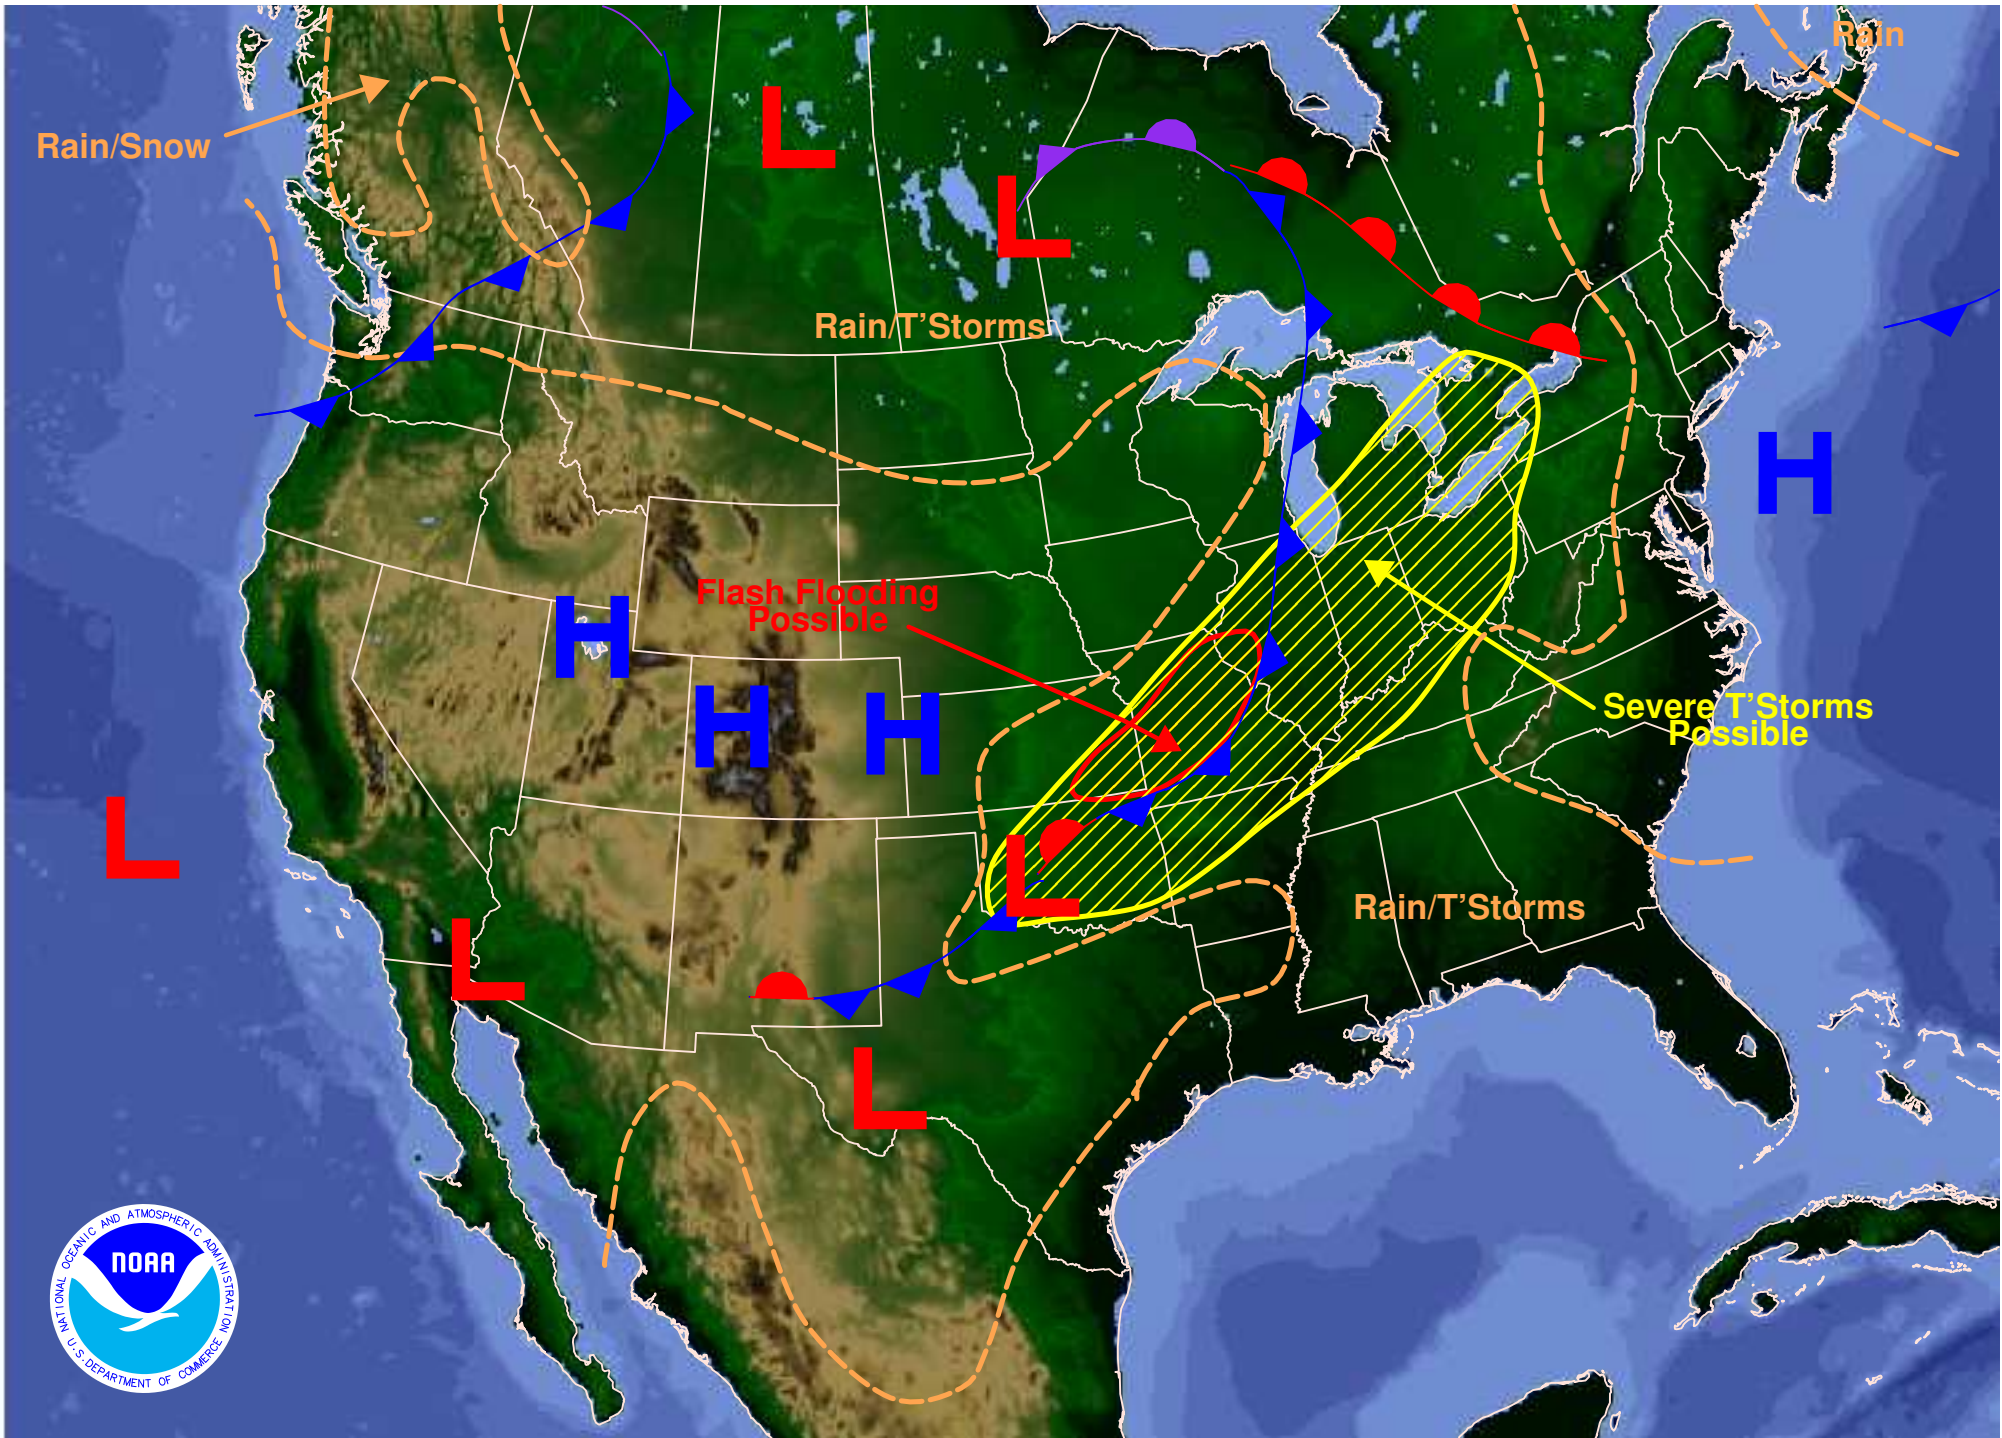 Rain
Rain/Snow
L
L
Rain/T'Storms
H
Flash Flooding
Possible
H
H
H
Severe T'Storms
Possible
L
L
Rain/T'Storms
L
L
NATIONAL OCEANIC AND ATMOSPHERIC ADMINISTRATION
NOAA
U.S. DEPARTMENT OF COMMERCE